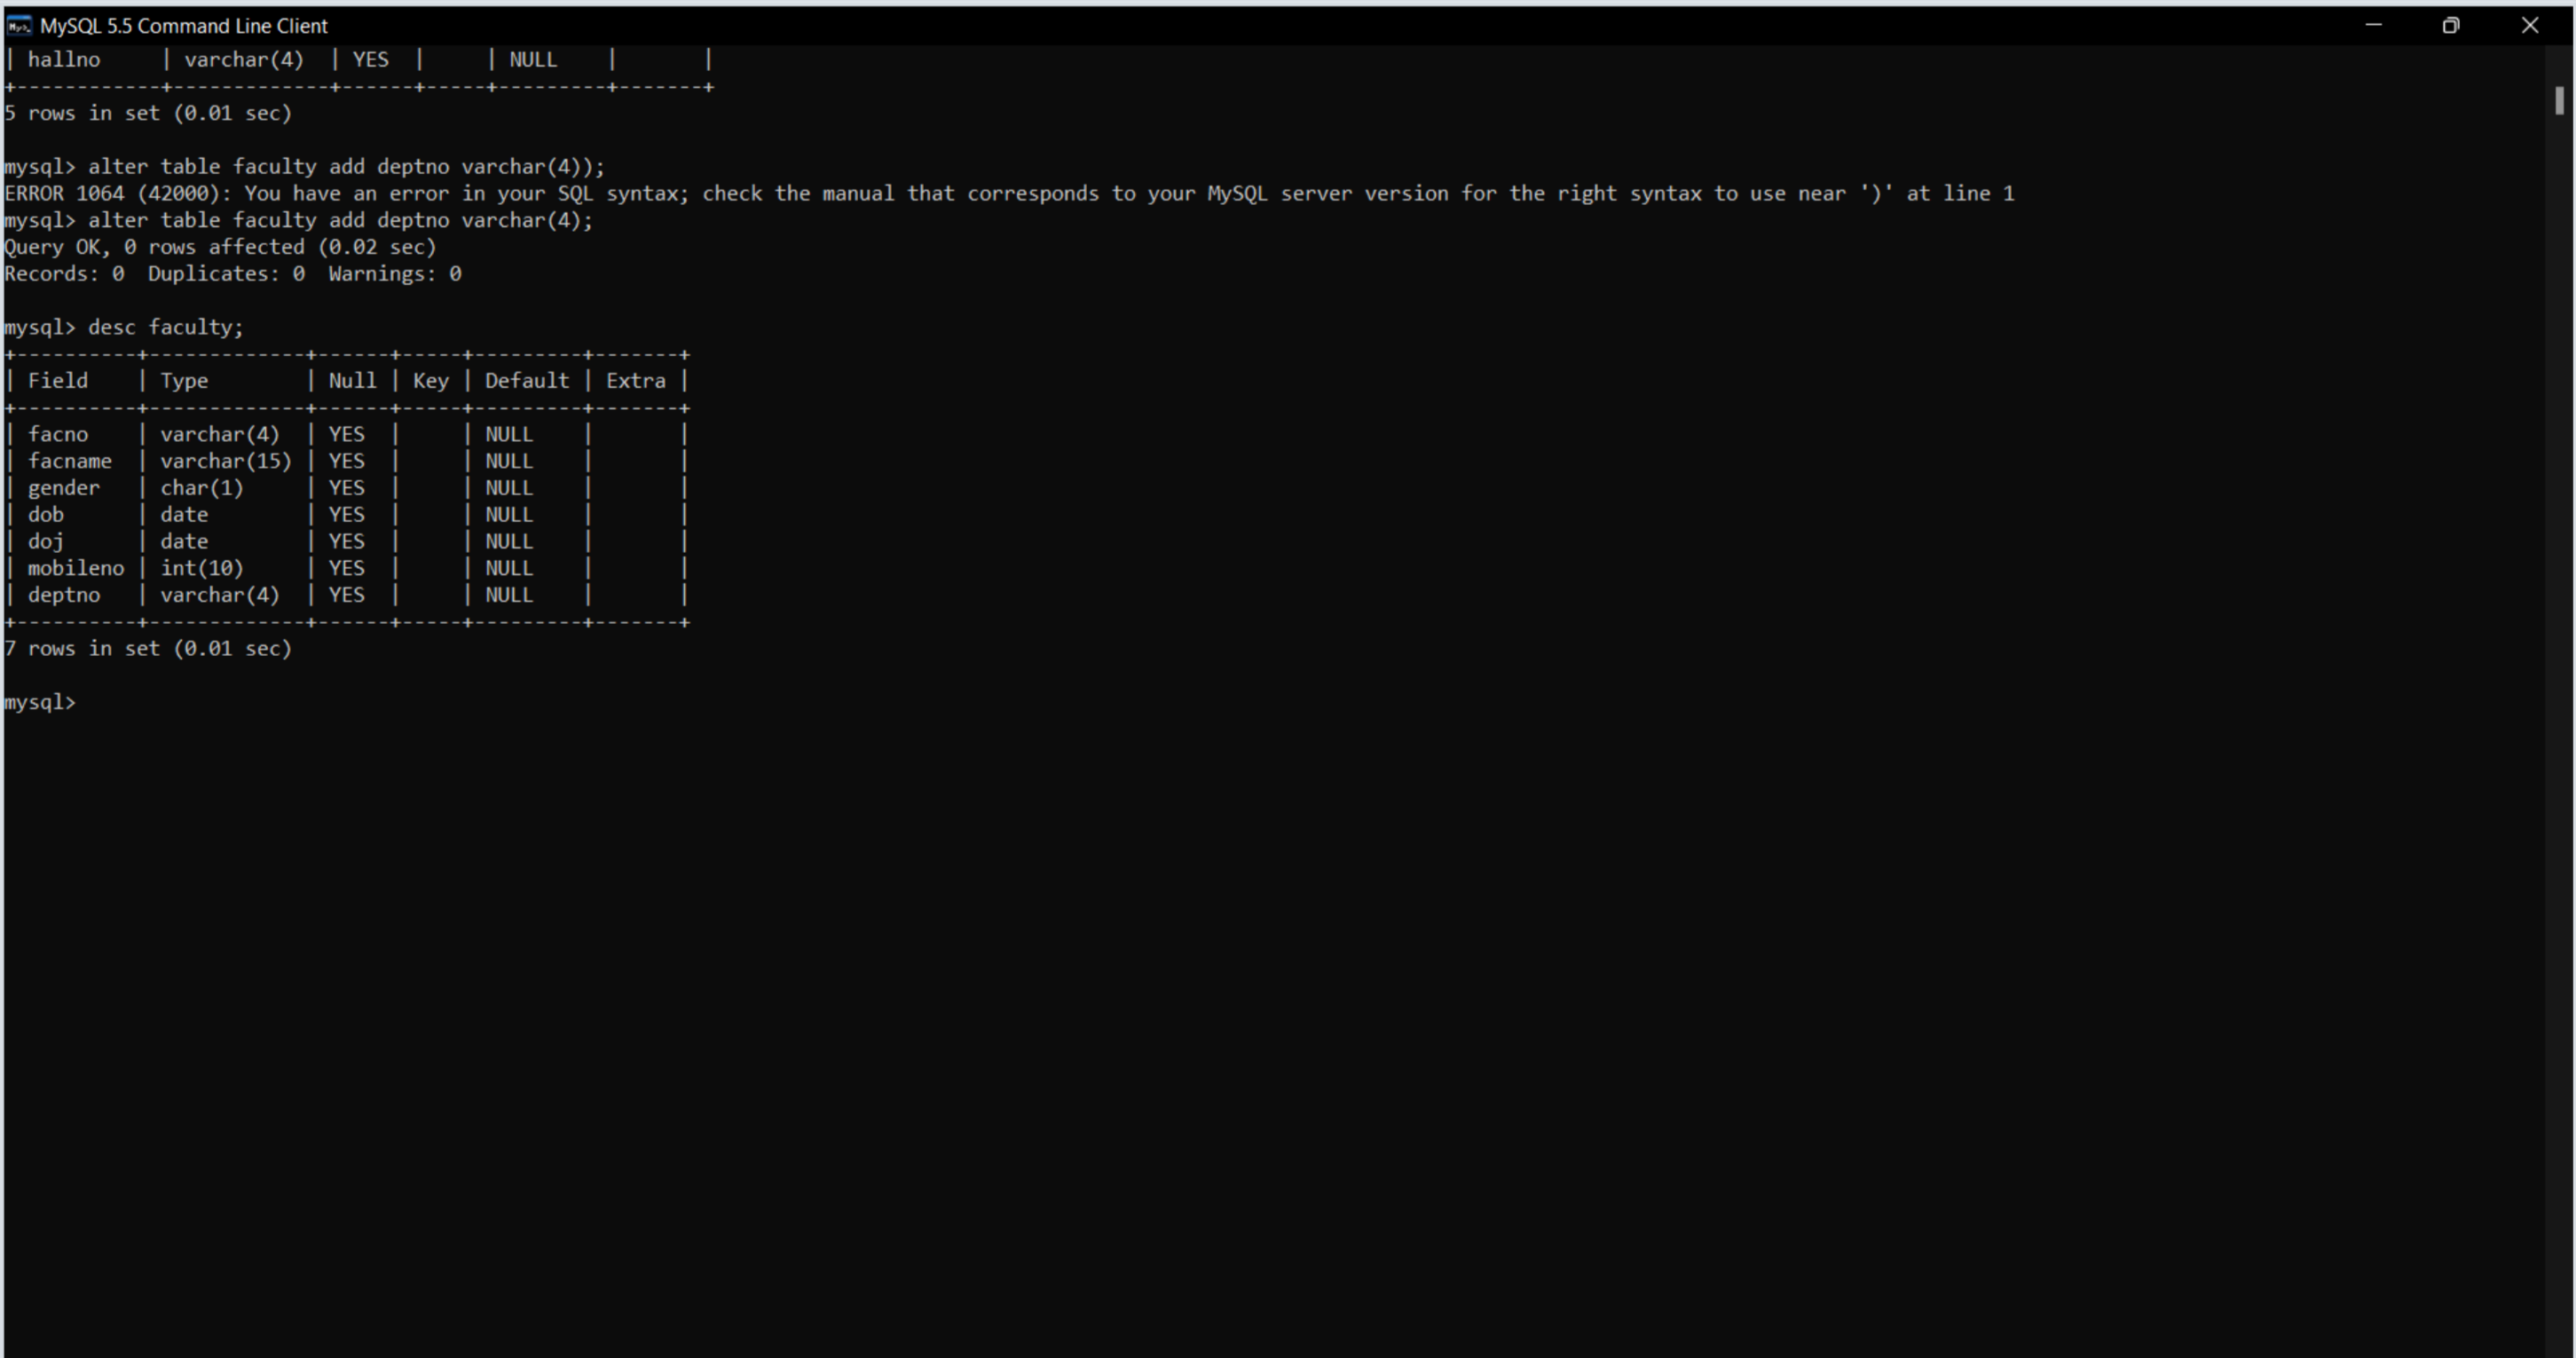 MySQL 5.5 Command Line Client
| hallno     | varchar(4)  | YES  |     | NULL    |       |
+------------+-------------+------+-----+---------+-------+
5 rows in set (0.01 sec)
mysql> alter table faculty add deptno varchar(4));
ERROR 1064 (42000): You have an error in your SQL syntax; check the manual that corresponds to your MySQL server version for the right syntax to use near ')' at line 1
mysql> alter table faculty add deptno varchar(4);
Query OK, 0 rows affected (0.02 sec)
Records: 0  Duplicates: 0  Warnings: 0
mysql> desc faculty;
+----------+-------------+------+-----+---------+-------+
| Field    | Type        | Null | Key | Default | Extra |
+----------+-------------+------+-----+---------+-------+
| facno    | varchar(4)  | YES  |     | NULL    |       |
| facname  | varchar(15) | YES  |     | NULL    |       |
| gender   | char(1)     | YES  |     | NULL    |       |
| dob      | date        | YES  |     | NULL    |       |
| doj      | date        | YES  |     | NULL    |       |
| mobileno | int(10)     | YES  |     | NULL    |       |
| deptno   | varchar(4)  | YES  |     | NULL    |       |
+----------+-------------+------+-----+---------+-------+
7 rows in set (0.01 sec)
mysql>